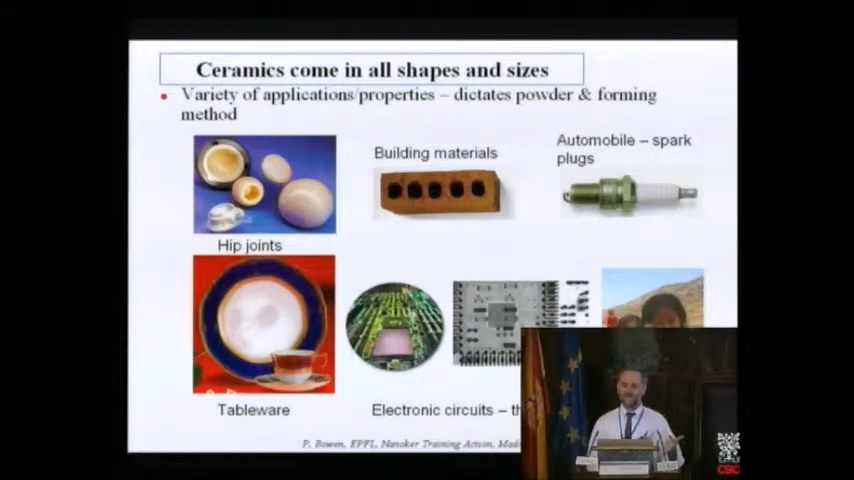 Ceramics come in all shapes and sizes
• Variety of applications/properties – dictates powder & forming
method
Building materials
Automobile – spark
plugs
Hip joints
Tableware
Electronic circuits – th
P. Bowen, EPFL, Nanoker Training Action, Mad
CSIC